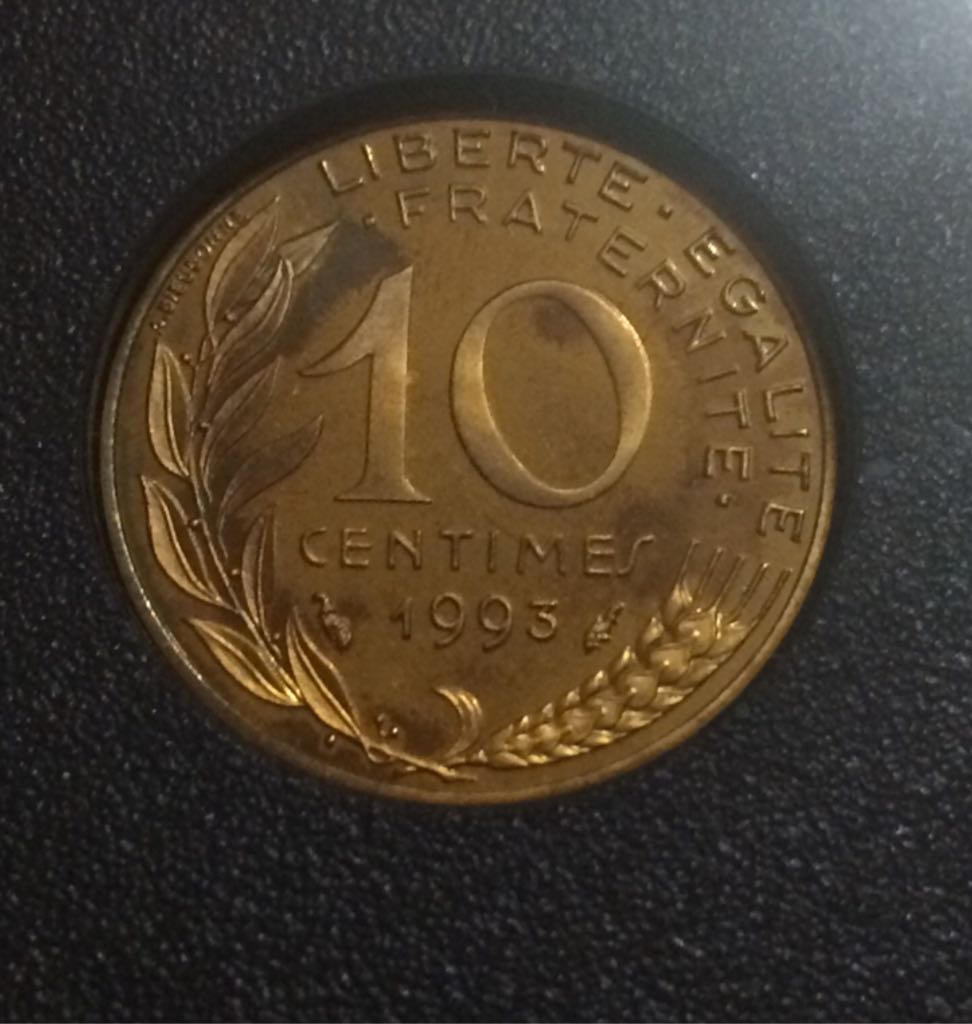 LIBERTE · EGALITE
· FRATERNITE ·
10
CENTIMES
1993